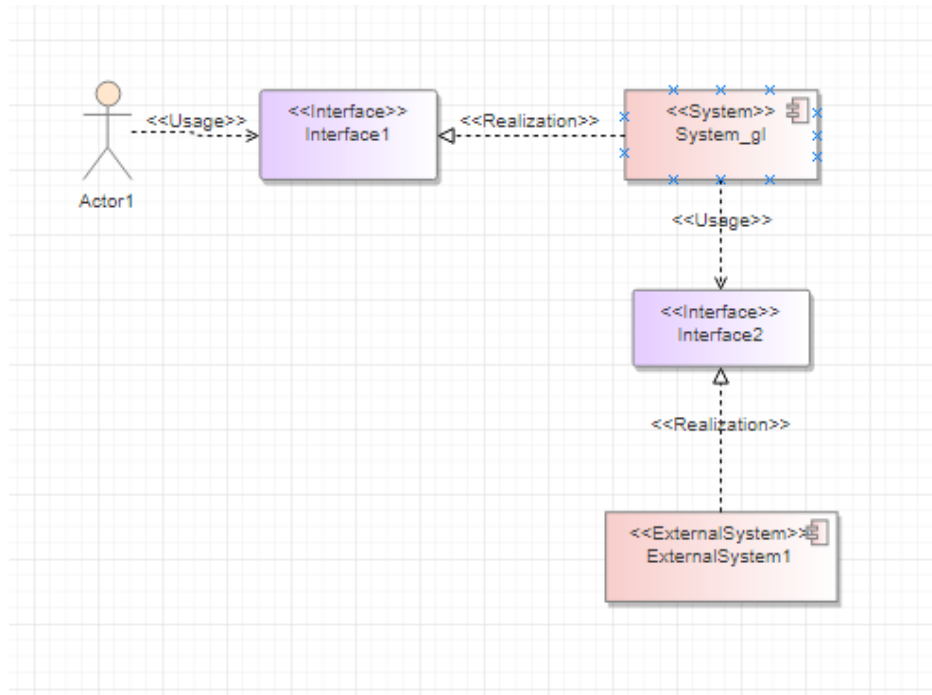 <<Usage>>
<<Interface>>
Interface1
<<Realization>>
<<System>>
System_gl
Actor1
<<Usage>>
<<Interface>>
Interface2
<<Realization>>
<<ExternalSystem>>
ExternalSystem1